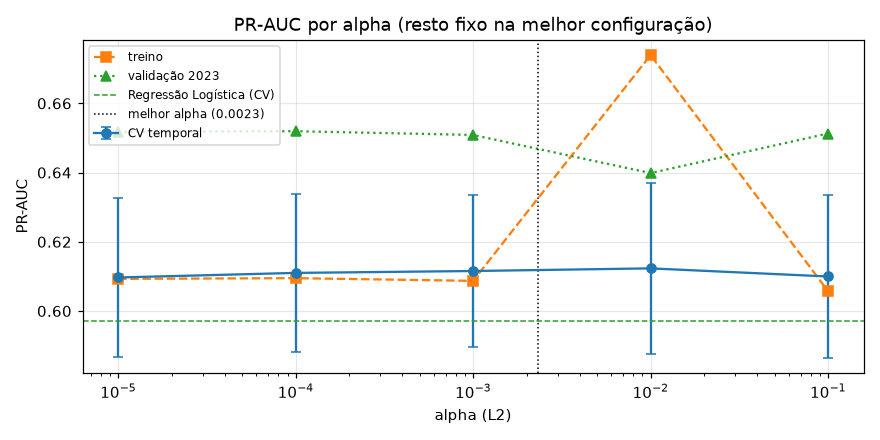 PR-AUC por alpha (resto fixo na melhor configuração)
treino
validação 2023
Regressão Logística (CV)
melhor alpha (0.0023)
CV temporal
PR-AUC
0.66
0.64
0.62
0.60
10⁻⁵
10⁻⁴
10⁻³
10⁻²
10⁻¹
alpha (L2)